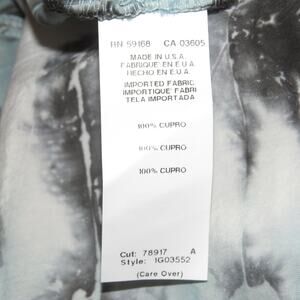 RN 59168 CA 03605
MADE IN U.S.A.
FABRIQUE' EN E.U.A.
HECHO EN E.U.A.
IMPORTED FABRIC
IMPORTIQUE' FABRI
TELA IMPORTADA
100% CUPRO
100% CUPRO
100% CUPRO
Cut: 78917 A
Style: IG03552
(Care Over)